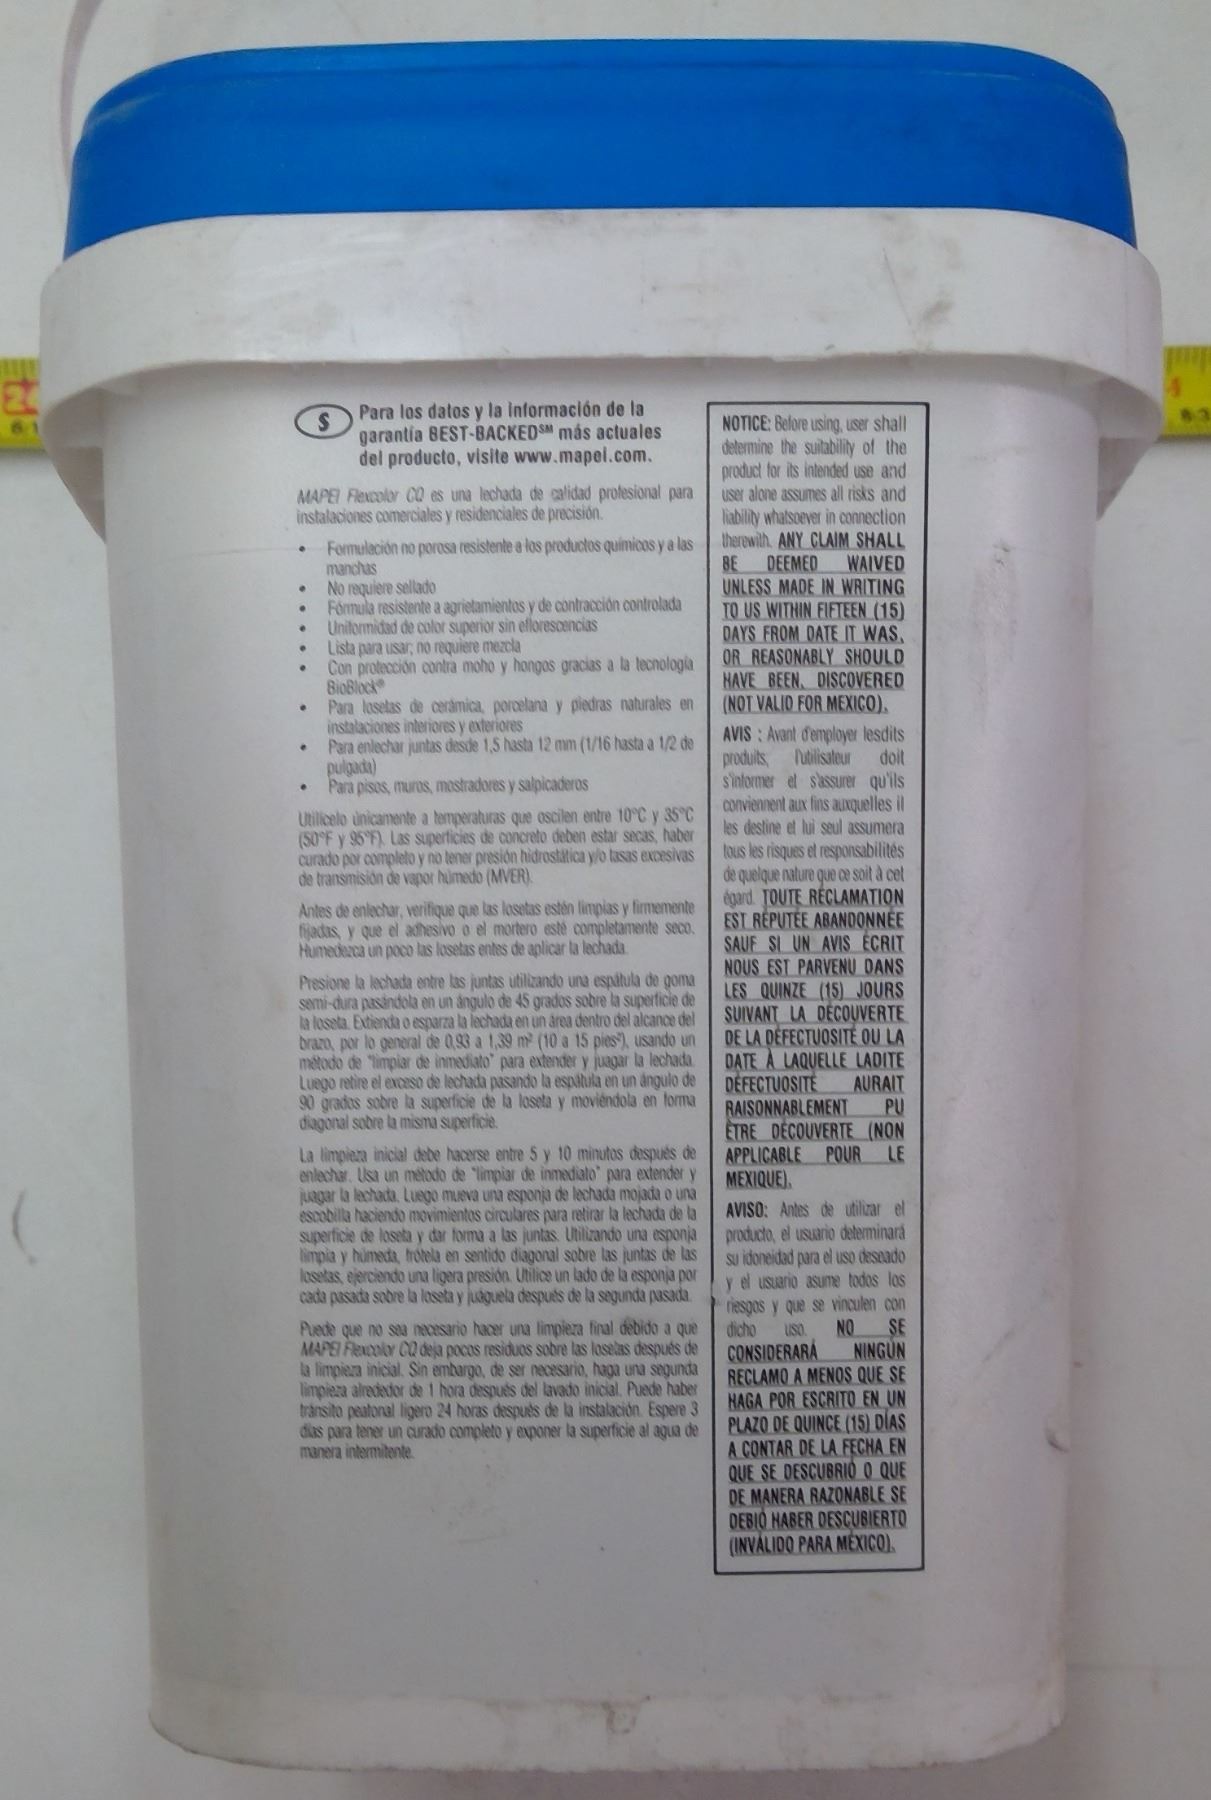 S
Para los datos y la información de la
garantía BEST-BACKED℠ más actuales
del producto, visite www.mapei.com.
MAPEI Flexcolor CQ es una lechada de calidad profesional para
instalaciones comerciales y residenciales de precisión.
• Formulación no porosa resistente a los productos químicos y a las
manchas
• No requiere sellado
• Fórmula resistente a agrietamientos y de contracción controlada
• Uniformidad de color superior sin eflorescencias
• Lista para usar; no requiere mezcla
• Con protección contra moho y hongos gracias a la tecnología
BioBlock®
• Para losetas de cerámica, porcelana y piedras naturales en
instalaciones interiores y exteriores
• Para enlechar juntas desde 1,5 hasta 12 mm (1/16 hasta a 1/2 de
pulgada)
• Para pisos, muros, mostradores y salpicaderos
Utilícelo únicamente a temperaturas que oscilen entre 10°C y 35°C
(50°F y 95°F). Las superficies de concreto deben estar secas, haber
curado por completo y no tener presión hidrostática y/o tasas excesivas
de transmisión de vapor húmedo (MVER).
Antes de enlechar, verifique que las losetas estén limpias y firmemente
fijadas, y que el adhesivo o el mortero esté completamente seco.
Humedezca un poco las losetas entes de aplicar la lechada.
Presione la lechada entre las juntas utilizando una espátula de goma
semi-dura pasándola en un ángulo de 45 grados sobre la superficie de
la loseta. Extienda o esparza la lechada en un área dentro del alcance del
brazo, por lo general de 0,93 a 1,39 m² (10 a 15 pies²), usando un
método de "limpiar de inmediato" para extender y juagar la lechada.
Luego retire el exceso de lechada pasando la espátula en un ángulo de
90 grados sobre la superficie de la loseta y moviéndola en forma
diagonal sobre la misma superficie.
La limpieza inicial debe hacerse entre 5 y 10 minutos después de
enlechar. Usa un método de "limpiar de inmediato" para extender y
juagar la lechada. Luego mueva una esponja de lechada mojada o una
escobilla haciendo movimientos circulares para retirar la lechada de la
superficie de loseta y dar forma a las juntas. Utilizando una esponja
limpia y húmeda, frótela en sentido diagonal sobre las juntas de las
losetas, ejerciendo una ligera presión. Utilice un lado de la esponja por
cada pasada sobre la loseta y juáguela después de la segunda pasada.
Puede que no sea necesario hacer una limpieza final debido a que
MAPEI Flexcolor CQ deja pocos residuos sobre las losetas después de
la limpieza inicial. Sin embargo, de ser necesario, haga una segunda
limpieza alrededor de 1 hora después del lavado inicial. Puede haber
tránsito peatonal ligero 24 horas después de la instalación. Espere 3
días para tener un curado completo y exponer la superficie al agua de
manera intermitente.
NOTICE: Before using, user shall
determine the suitability of the
product for its intended use and
user alone assumes all risks and
liability whatsoever in connection
therewith. ANY CLAIM SHALL
BE DEEMED WAIVED
UNLESS MADE IN WRITING
TO US WITHIN FIFTEEN (15)
DAYS FROM DATE IT WAS,
OR REASONABLY SHOULD
HAVE BEEN, DISCOVERED
(NOT VALID FOR MEXICO).
AVIS : Avant d'employer lesdits
produits, l'utilisateur doit
s'informer et s'assurer qu'ils
conviennent aux fins auxquelles il
les destine et lui seul assumera
tous les risques et responsabilités
de quelque nature que ce soit à cet
égard. TOUTE RÉCLAMATION
EST RÉPUTÉE ABANDONNÉE
SAUF SI UN AVIS ÉCRIT
NOUS EST PARVENU DANS
LES QUINZE (15) JOURS
SUIVANT LA DÉCOUVERTE
DE LA DÉFECTUOSITÉ OU LA
DATE À LAQUELLE LADITE
DÉFECTUOSITÉ AURAIT
RAISONNABLEMENT PU
ÊTRE DÉCOUVERTE (NON
APPLICABLE POUR LE
MEXIQUE).
AVISO: Antes de utilizar el
producto, el usuario determinará
su idoneidad para el uso deseado
y el usuario asume todos los
riesgos y que se vinculen con
dicho uso. NO SE
CONSIDERARÁ NINGÚN
RECLAMO A MENOS QUE SE
HAGA POR ESCRITO EN UN
PLAZO DE QUINCE (15) DÍAS
A CONTAR DE LA FECHA EN
QUE SE DESCUBRIÓ O QUE
DE MANERA RAZONABLE SE
DEBIÓ HABER DESCUBIERTO
(INVÁLIDO PARA MÉXICO).